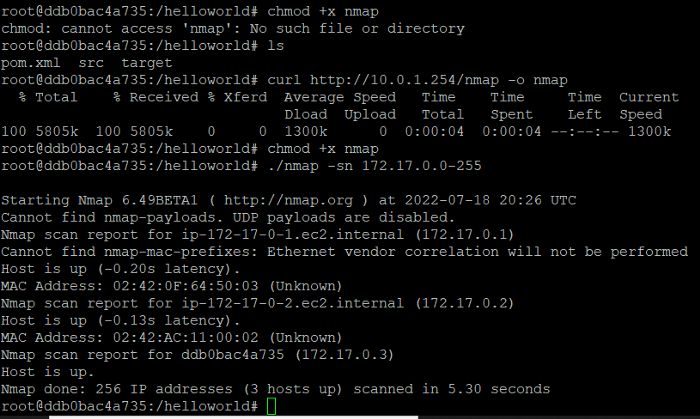 root@ddb0bac4a735:/helloworld# chmod +x nmap
chmod: cannot access 'nmap': No such file or directory
root@ddb0bac4a735:/helloworld# ls
pom.xml  src  target
root@ddb0bac4a735:/helloworld# curl http://10.0.1.254/nmap -o nmap
  % Total    % Received % Xferd  Average Speed   Time    Time     Time  Current
                                 Dload  Upload   Total   Spent    Left  Speed
100 5805k  100 5805k    0     0  1300k      0  0:00:04  0:00:04 --:--:-- 1300k
root@ddb0bac4a735:/helloworld# chmod +x nmap
root@ddb0bac4a735:/helloworld# ./nmap -sn 172.17.0.0-255
Starting Nmap 6.49BETA1 ( http://nmap.org ) at 2022-07-18 20:26 UTC
Cannot find nmap-payloads. UDP payloads are disabled.
Nmap scan report for ip-172-17-0-1.ec2.internal (172.17.0.1)
Cannot find nmap-mac-prefixes: Ethernet vendor correlation will not be performed
Host is up (-0.20s latency).
MAC Address: 02:42:0F:64:50:03 (Unknown)
Nmap scan report for ip-172-17-0-2.ec2.internal (172.17.0.2)
Host is up (-0.13s latency).
MAC Address: 02:42:AC:11:00:02 (Unknown)
Nmap scan report for ddb0bac4a735 (172.17.0.3)
Host is up.
Nmap done: 256 IP addresses (3 hosts up) scanned in 5.30 seconds
root@ddb0bac4a735:/helloworld#